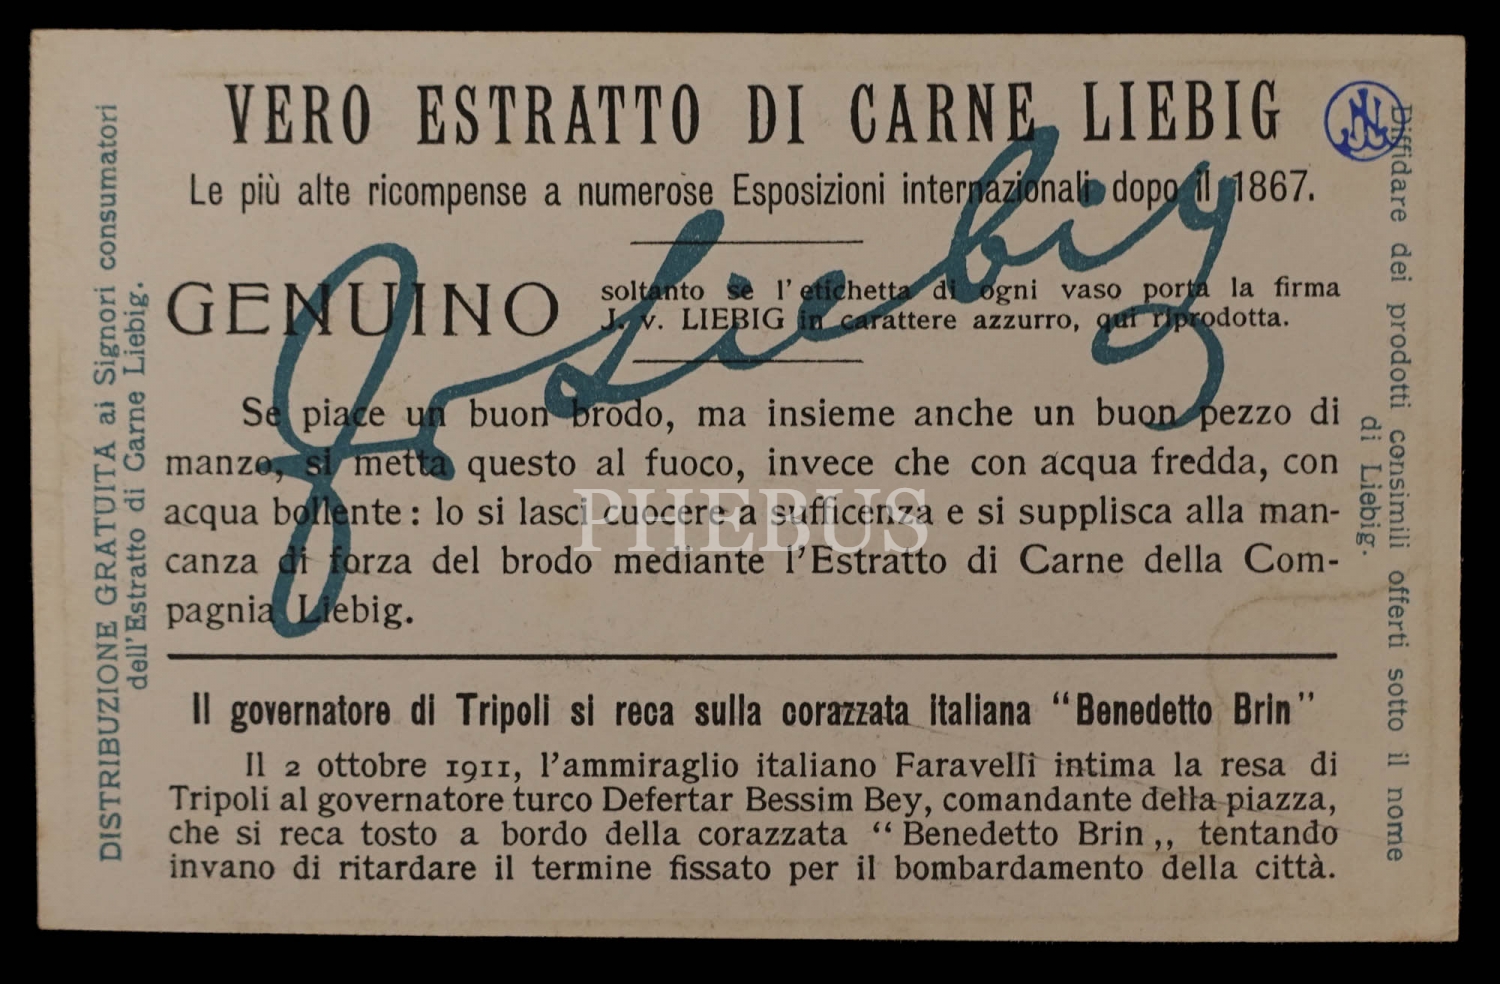 VERO ESTRATTO DI CARNE LIEBIG
Le più alte ricompense a numerose Esposizioni internazionali dopo il 1867.
GENUINO
soltanto se l'etichetta di ogni vaso porta la firma
J. v. LIEBIG in carattere azzurro, qui riprodotta.
J v Liebig
Se piace un buon brodo, ma insieme anche un buon pezzo di
manzo, si metta questo al fuoco, invece che con acqua fredda, con
acqua bollente: lo si lasci cuocere a sufficenza e si supplisca alla man-
canza di forza del brodo mediante l'Estratto di Carne della Com-
pagnia Liebig.
Il governatore di Tripoli si reca sulla corazzata italiana “Benedetto Brin”
Il 2 ottobre 1911, l'ammiraglio italiano Faravelli intima la resa di
Tripoli al governatore turco Defertar Bessim Bey, comandante della piazza,
che si reca tosto a bordo della corazzata “Benedetto Brin„ tentando
invano di ritardare il termine fissato per il bombardamento della città.
DISTRIBUZIONE GRATUITA ai Signori consumatori
dell'Estratto di Carne Liebig.
Diffidare dei prodotti consimili offerti sotto il nome
di Liebig.
PHEBUS